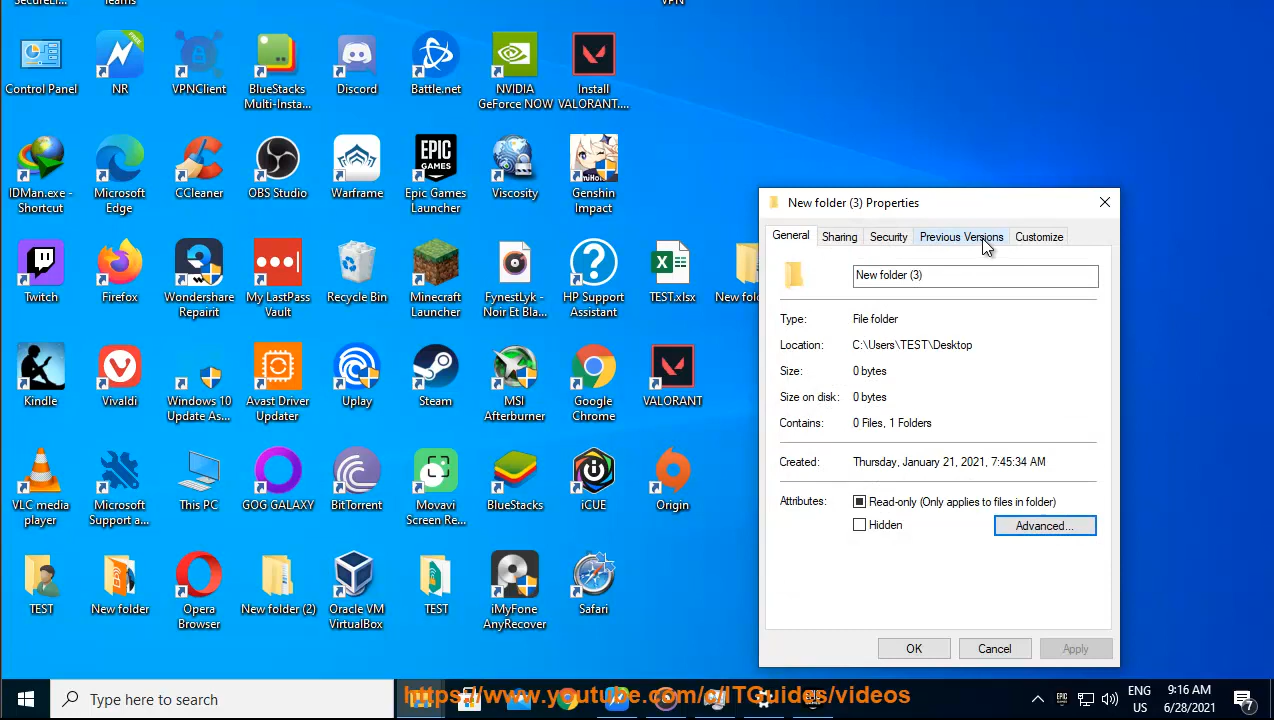 SecureLi...
Teams
VPN
Control Panel
NR
VPNClient
BlueStacks
Multi-Insta...
Discord
Battle.net
NVIDIA
GeForce NOW
Install
VALORANT....
IDMan.exe -
Shortcut
Microsoft
Edge
CCleaner
OBS Studio
Warframe
EPIC
GAMES
Epic Games
Launcher
Viscosity
Genshin
Impact
Twitch
Firefox
Wondershare
Repairit
My LastPass
Vault
Recycle Bin
Minecraft
Launcher
FynestLyk -
Noir Et Bla...
HP Support
Assistant
TEST.xlsx
New fol
Kindle
Vivaldi
Windows 10
Update As...
Avast Driver
Updater
Uplay
Steam
MSI
Afterburner
Google
Chrome
VALORANT
VLC media
player
Microsoft
Support a...
This PC
GOG GALAXY
BitTorrent
Movavi
Screen Re...
BlueStacks
iCUE
Origin
TEST
New folder
Opera
Browser
New folder (2)
Oracle VM
VirtualBox
TEST
iMyFone
AnyRecover
Safari
New folder (3) Properties
General
Sharing
Security
Previous Versions
Customize
New folder (3)
Type: File folder
Location: C:\Users\TEST\Desktop
Size: 0 bytes
Size on disk: 0 bytes
Contains: 0 Files, 1 Folders
Created: Thursday, January 21, 2021, 7:45:34 AM
Attributes: Read-only (Only applies to files in folder)
Hidden
Advanced...
OK
Cancel
Apply
Type here to search
https://www.youtube.com/c/ITGuides/videos
ENG
US
9:16 AM
6/28/2021
7